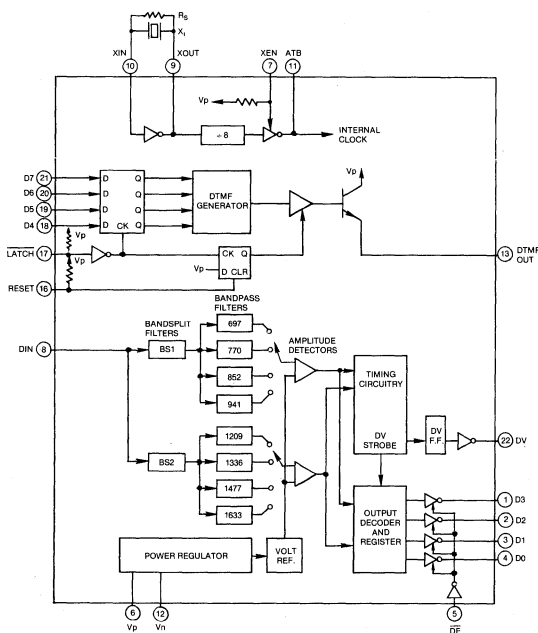 RS
X1
XIN XOUT XEN ATB
10 9 7 11
Vp
÷8
INTERNAL
CLOCK
Vp
D7 21 D Q
D6 20 D Q
D5 19 D Q
D4 18 D Q
CK
DTMF
GENERATOR
Vp
LATCH 17
Vp
CK Q
Vp
D CLR
RESET 16
13 DTMF
OUT
BANDPASS
FILTERS
BANDSPLIT
FILTERS
AMPLITUDE
DETECTORS
DIN 8
BS1
697
770
852
941
TIMING
CIRCUITRY
DV
STROBE
DV
F.F.
22 DV
BS2
1209
1336
1477
1633
OUTPUT
DECODER
AND
REGISTER
1 D3
2 D2
3 D1
4 D0
POWER REGULATOR
VOLT
REF.
6 12 5
Vp Vn DE